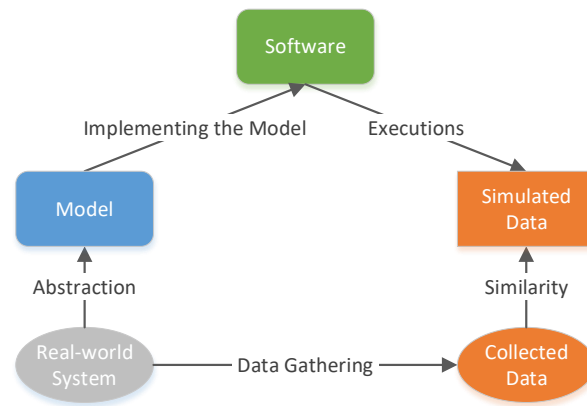 Software
Implementing the Model
Executions
Model
Simulated
Data
Abstraction
Similarity
Real-world
System
Data Gathering
Collected
Data